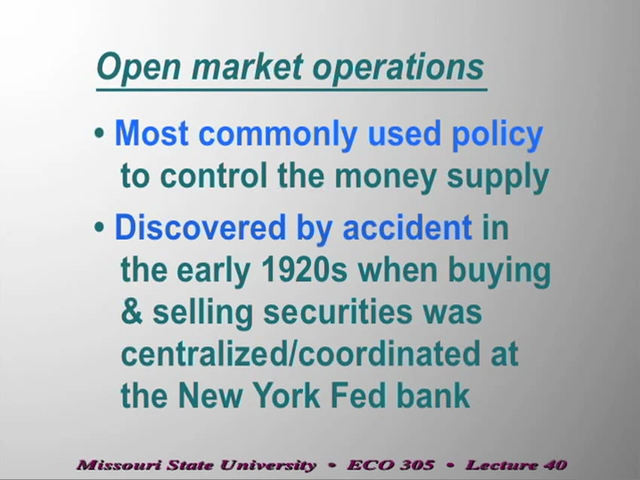 Open market operations
• Most commonly used policy
to control the money supply
• Discovered by accident in
the early 1920s when buying
& selling securities was
centralized/coordinated at
the New York Fed bank
Missouri State University • ECO 305 • Lecture 40